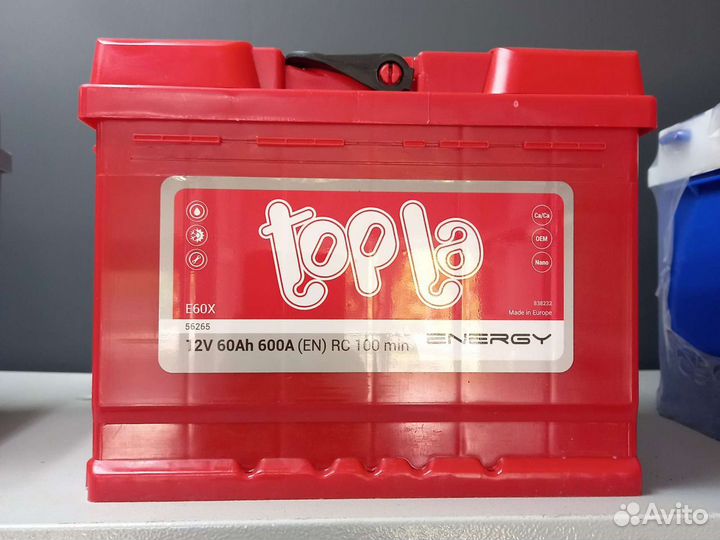 topla
Ca/Ca
OEM
Nano
E60X
838232
Made in Europe
56265
12V 60Ah 600A (EN) RC 100 min
ENERGY
Avito